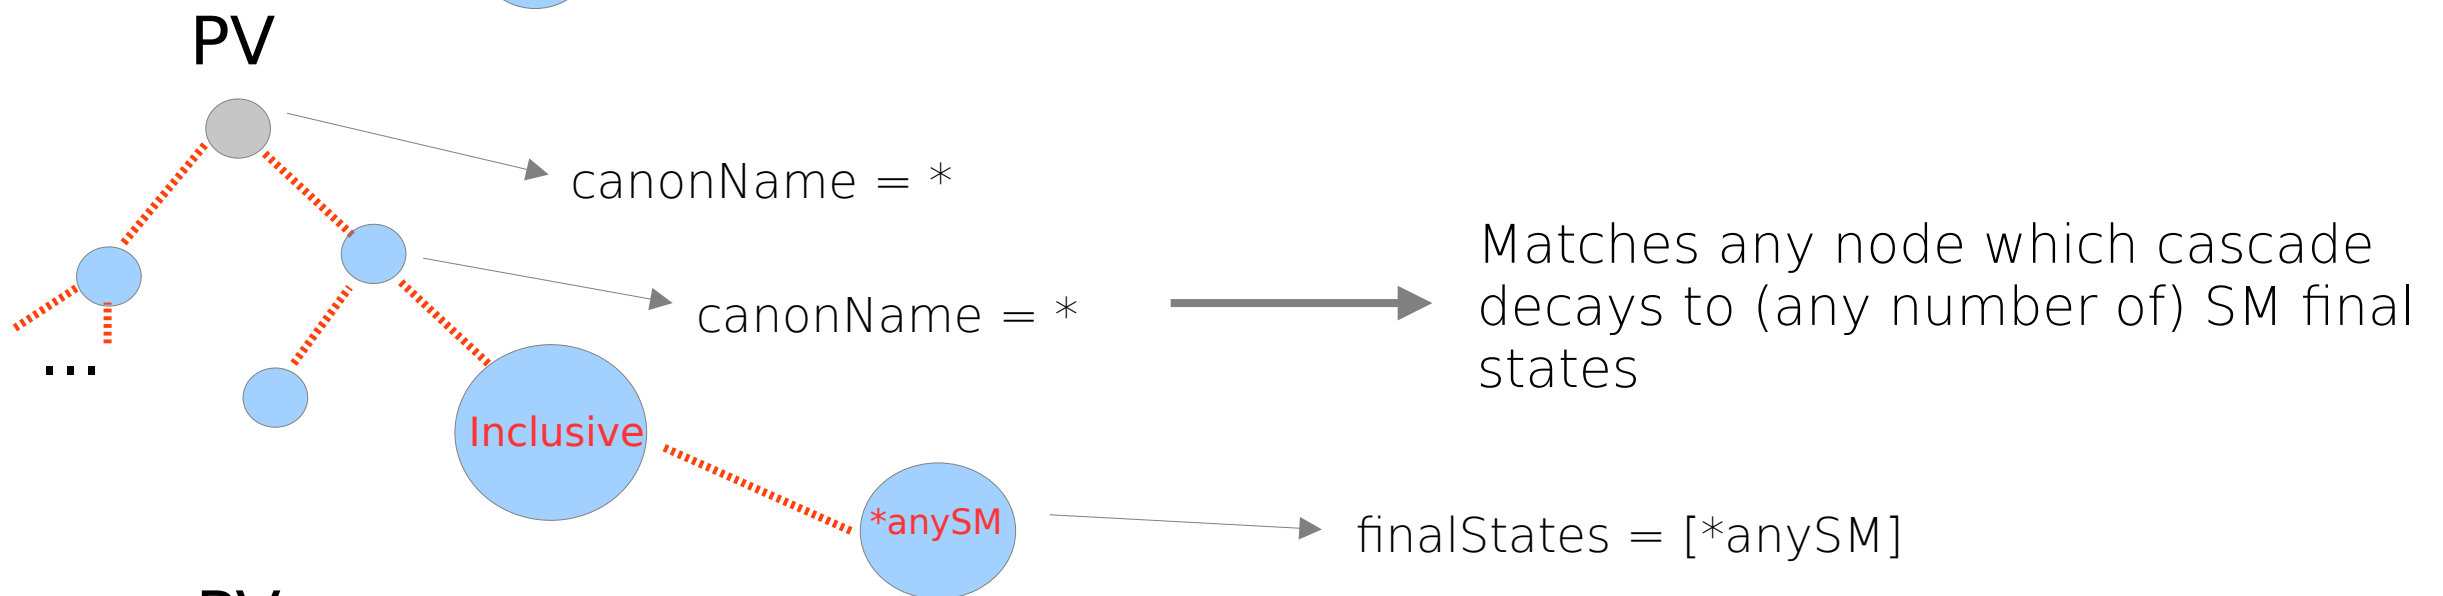 PV
canonName = *
Matches any node which cascade
decays to (any number of) SM final
states
canonName = *
...
Inclusive
*anySM
finalStates = [*anySM]
PV